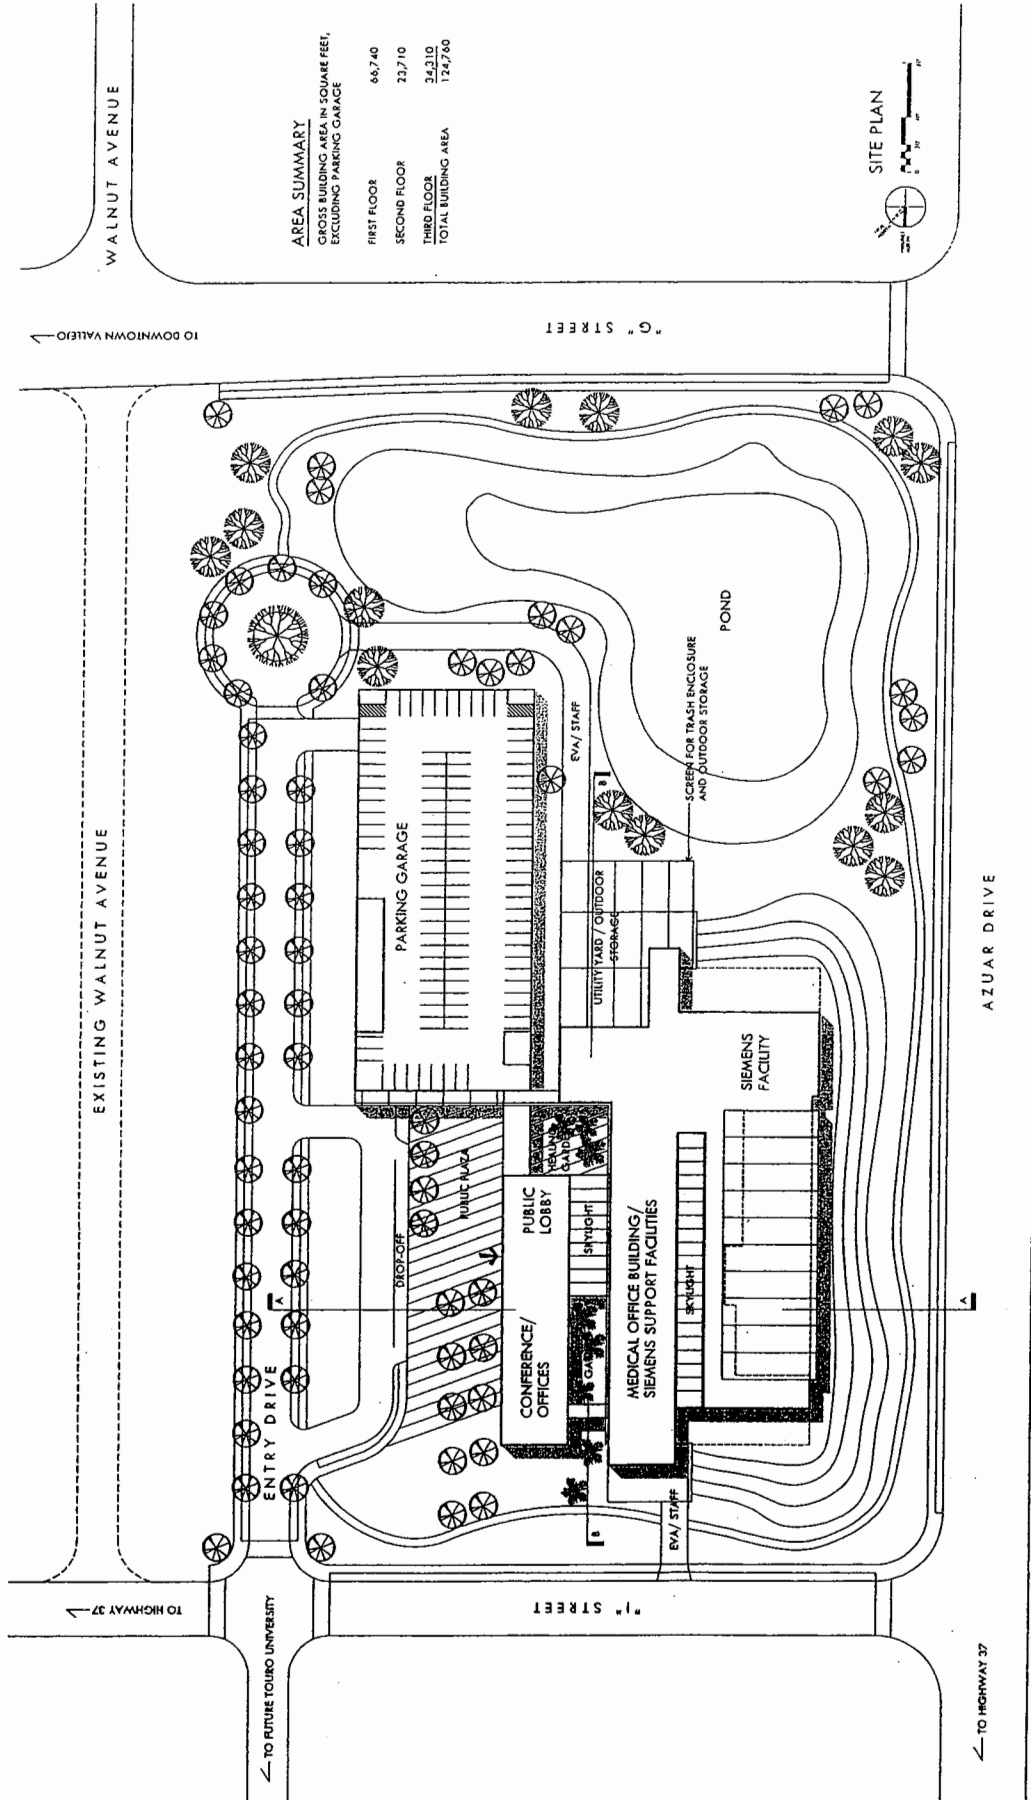 WALNUT AVENUE
AREA SUMMARY
GROSS BUILDING AREA IN SQUARE FEET,
EXCLUDING PARKING GARAGE
FIRST FLOOR 66,740
SECOND FLOOR 23,710
THIRD FLOOR 34,310
TOTAL BUILDING AREA 124,760
SITE PLAN
TO DOWNTOWN VALLEJO
"G" STREET
EXISTING WALNUT AVENUE
PARKING GARAGE
EVA/ STAFF
POND
SCREEN FOR TRASH ENCLOSURE
AND OUTDOOR STORAGE
B
UTILITY YARD / OUTDOOR
STORAGE
SIEMENS
FACILITY
AZUAR DRIVE
HEALING
GARDEN
PUBLIC PLAZA
PUBLIC
LOBBY
SKYLIGHT
DROP-OFF
A
MEDICAL OFFICE BUILDING/
SIEMENS SUPPORT FACILITIES
SKYLIGHT
A
CONFERENCE/
OFFICES
GARDEN
ENTRY DRIVE
B
EVA/ STAFF
TO HIGHWAY 37
"I" STREET
TO FUTURE TOURO UNIVERSITY
TO HIGHWAY 37